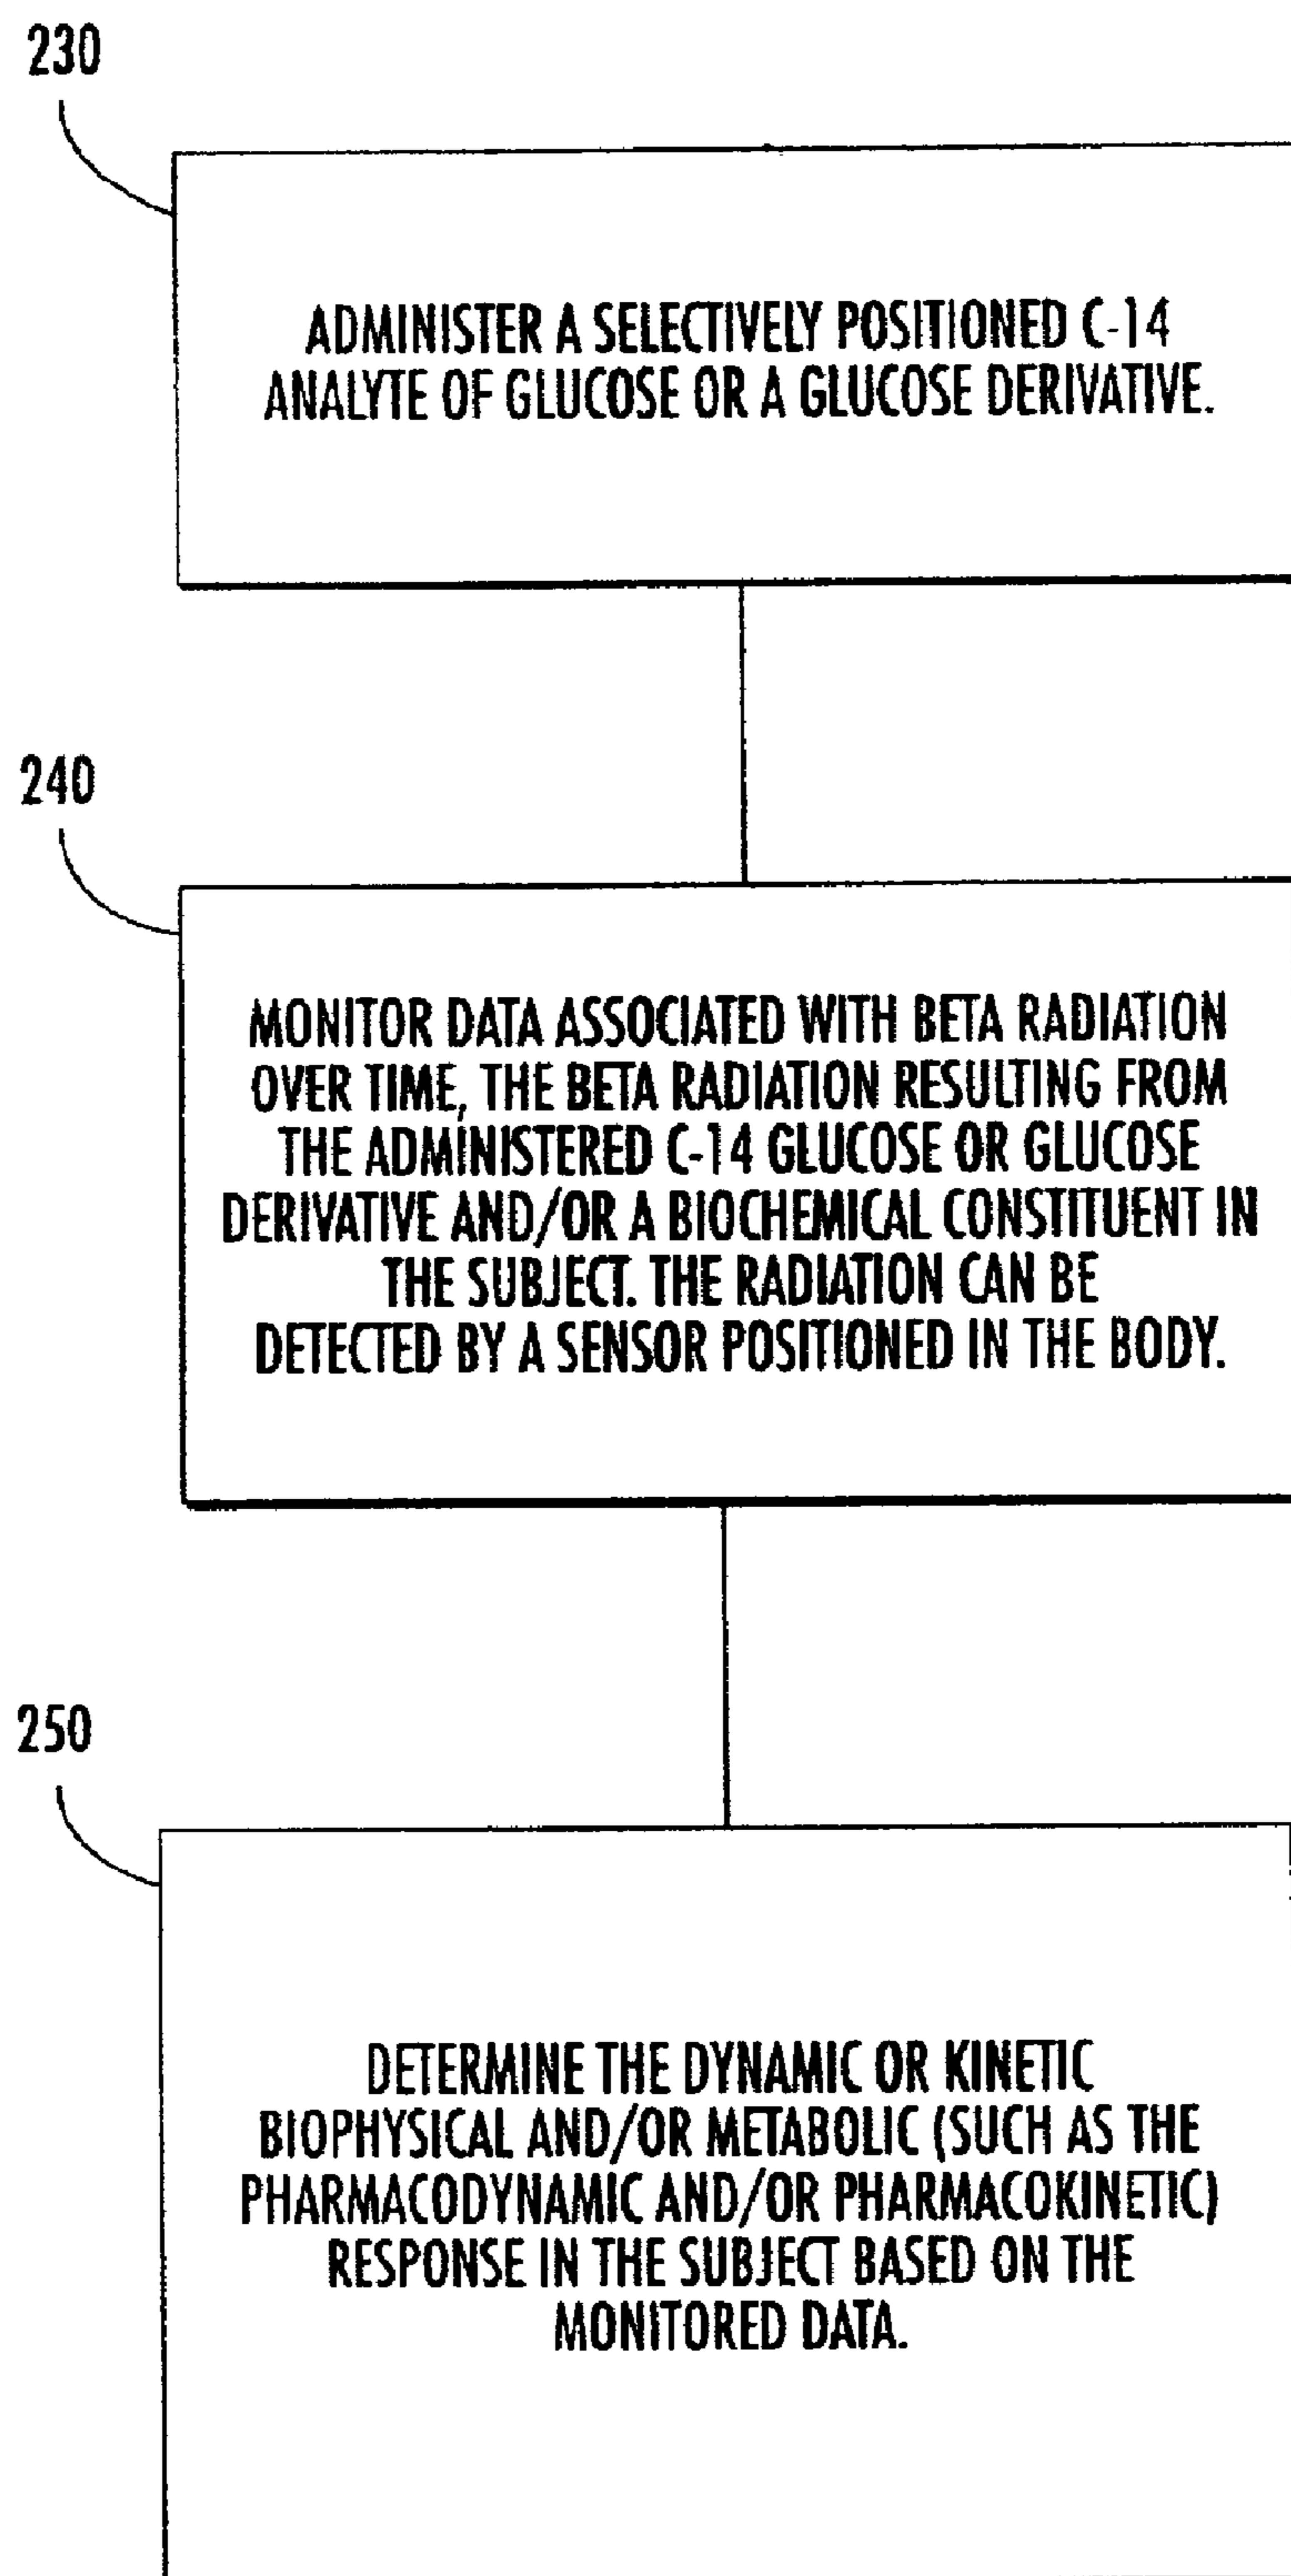 230
ADMINISTER A SELECTIVELY POSITIONED C-14
ANALYTE OF GLUCOSE OR A GLUCOSE DERIVATIVE.
240
MONITOR DATA ASSOCIATED WITH BETA RADIATION
OVER TIME, THE BETA RADIATION RESULTING FROM
THE ADMINISTERED C-14 GLUCOSE OR GLUCOSE
DERIVATIVE AND/OR A BIOCHEMICAL CONSTITUENT IN
THE SUBJECT. THE RADIATION CAN BE
DETECTED BY A SENSOR POSITIONED IN THE BODY.
250
DETERMINE THE DYNAMIC OR KINETIC
BIOPHYSICAL AND/OR METABOLIC (SUCH AS THE
PHARMACODYNAMIC AND/OR PHARMACOKINETIC)
RESPONSE IN THE SUBJECT BASED ON THE
MONITORED DATA.